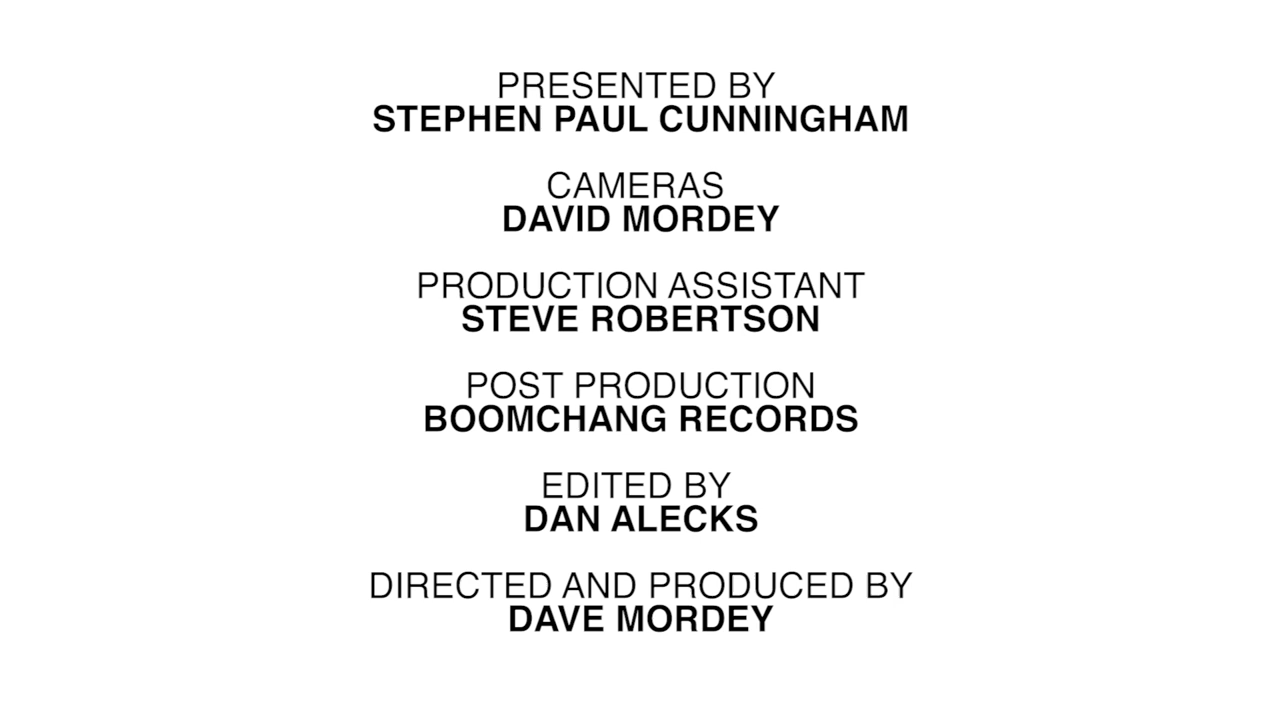 PRESENTED BY
STEPHEN PAUL CUNNINGHAM
CAMERAS
DAVID MORDEY
PRODUCTION ASSISTANT
STEVE ROBERTSON
POST PRODUCTION
BOOMCHANG RECORDS
EDITED BY
DAN ALECKS
DIRECTED AND PRODUCED BY
DAVE MORDEY